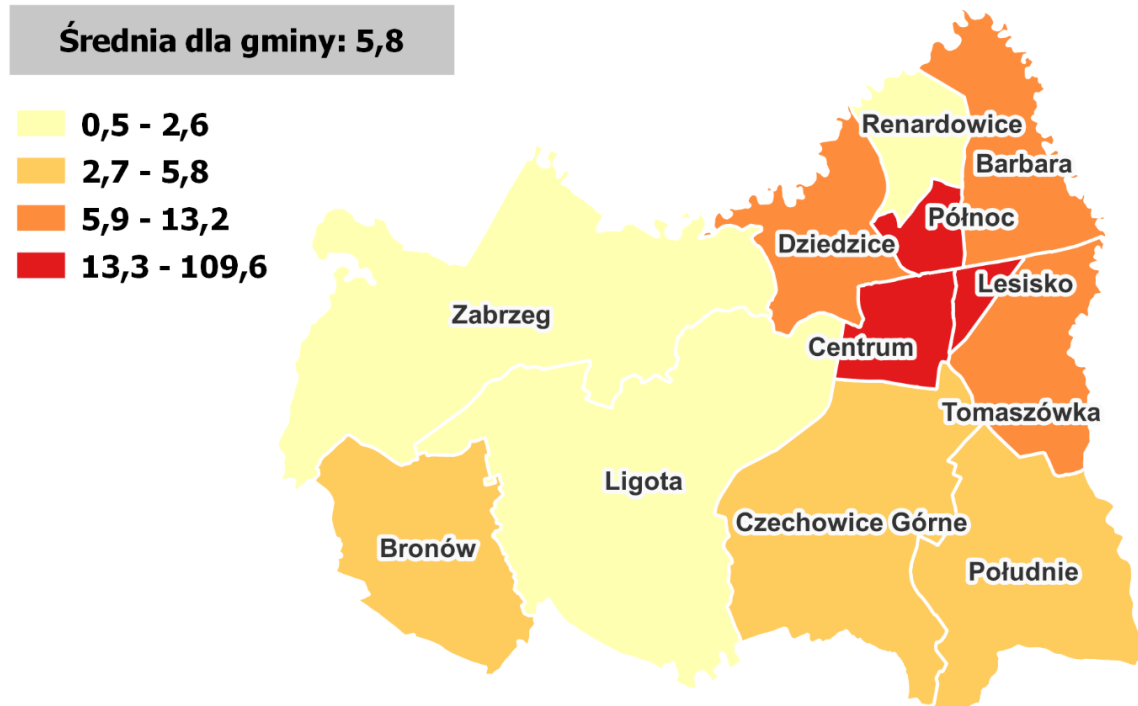 Średnia dla gminy: 5,8
0,5 - 2,6
2,7 - 5,8
5,9 - 13,2
13,3 - 109,6
Renardowice
Barbara
Północ
Dziedzice
Lesisko
Zabrzeg
Centrum
Tomaszówka
Ligota
Czechowice Górne
Bronów
Południe